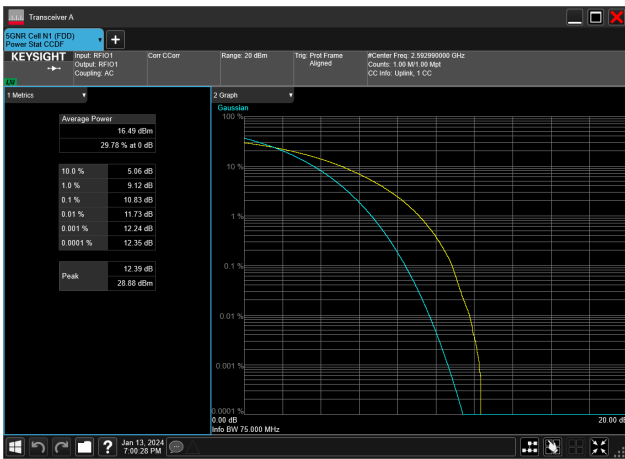 Transceiver A
5GNR Cell N1 (FDD)
Power Stat CCDF
KEYSIGHT
Input: RFIO1
Output: RFIO1
Coupling: AC
Corr CCorr
Range: 20 dBm
Trig: Prot Frame
Aligned
#Center Freq: 2.592990000 GHz
Counts: 1.00 M/1.00 Mpt
CC Info: Uplink, 1 CC
1 Metrics
Average Power
16.49 dBm
29.78 % at 0 dB
10.0 % 5.06 dB
1.0 % 9.12 dB
0.1 % 10.83 dB
0.01 % 11.73 dB
0.001 % 12.24 dB
0.0001 % 12.35 dB
Peak 12.39 dB
28.88 dBm
2 Graph
Gaussian
100 %
10 %
1 %
0.1 %
0.01 %
0.001 %
0.0001 %
0.00 dB
20.00 dB
Info BW 75.000 MHz
Jan 13, 2024
7:00:28 PM